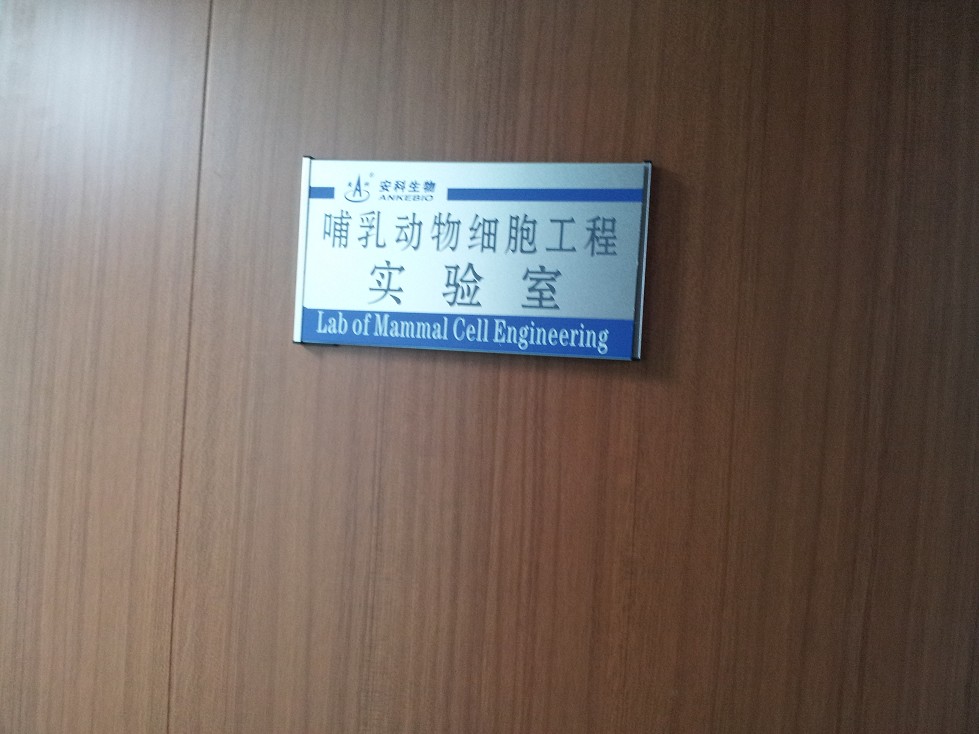 安科生物
ANKEBIO
哺乳动物细胞工程
实验室
Lab of Mammal Cell Engineering